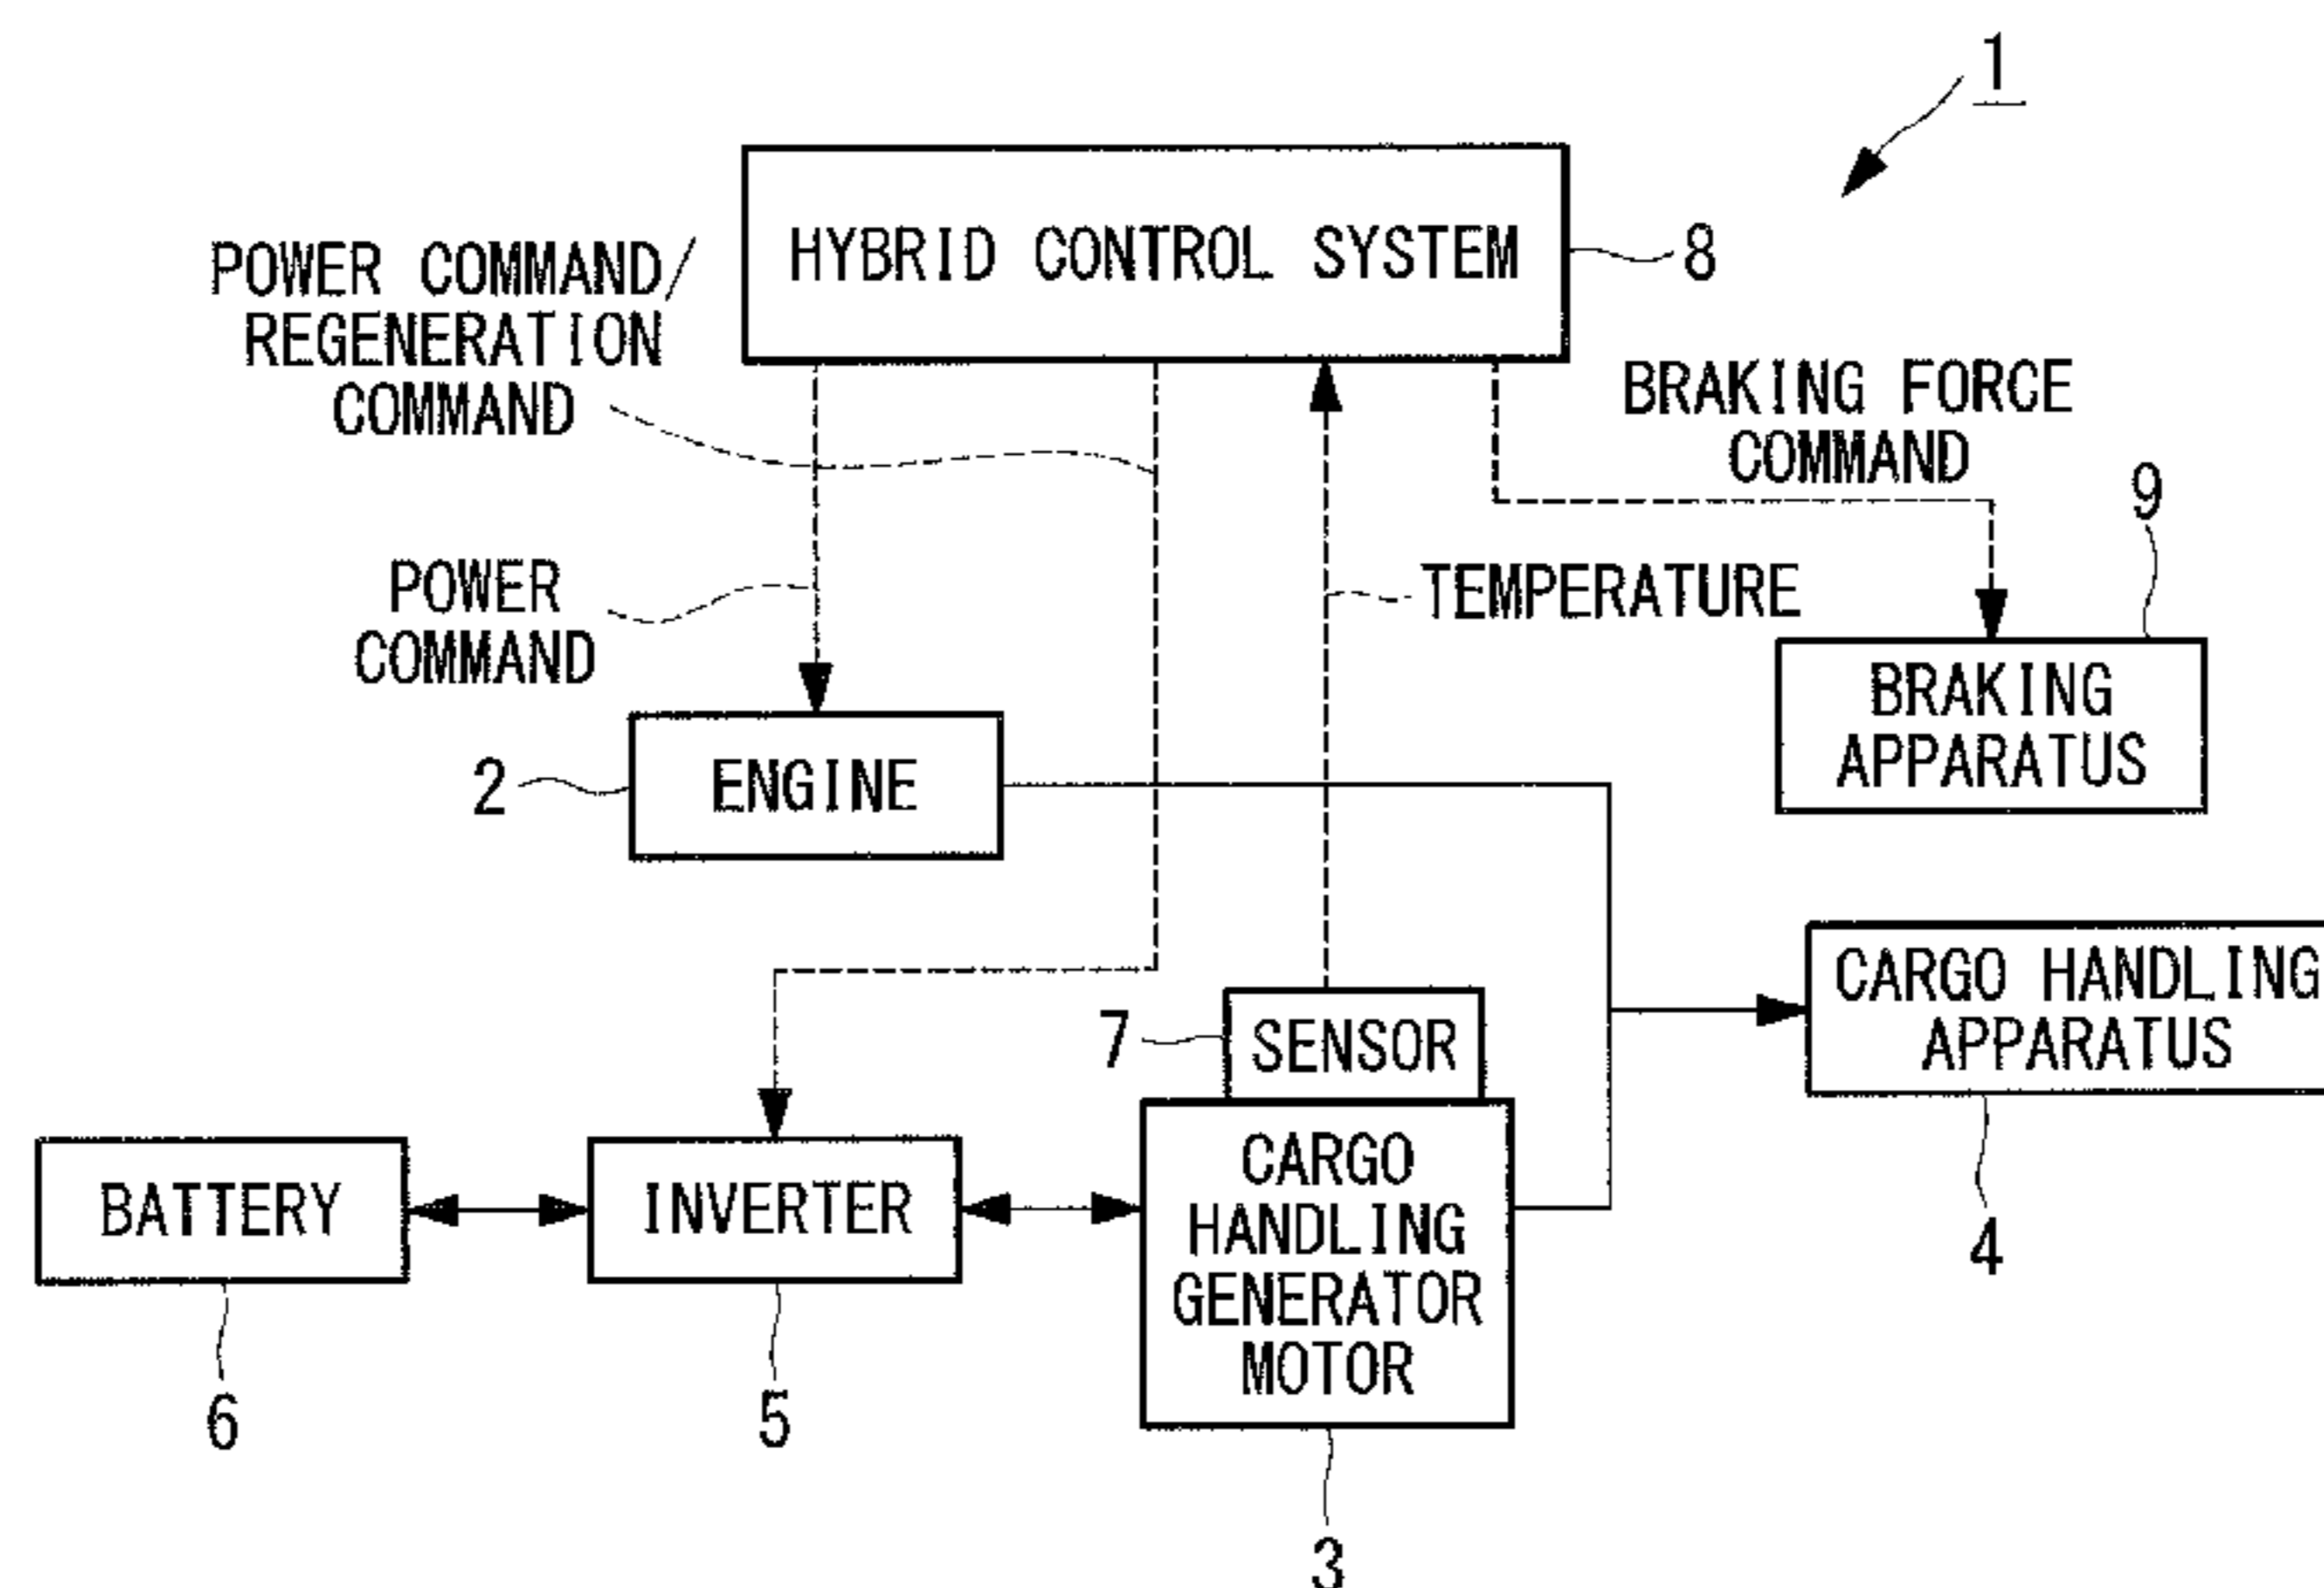 1
HYBRID CONTROL SYSTEM
8
POWER COMMAND/
REGENERATION
COMMAND
BRAKING FORCE
COMMAND
9
POWER
COMMAND
TEMPERATURE
BRAKING
APPARATUS
2
ENGINE
CARGO HANDLING
APPARATUS
7
SENSOR
4
BATTERY
INVERTER
CARGO
HANDLING
GENERATOR
MOTOR
6
5
3